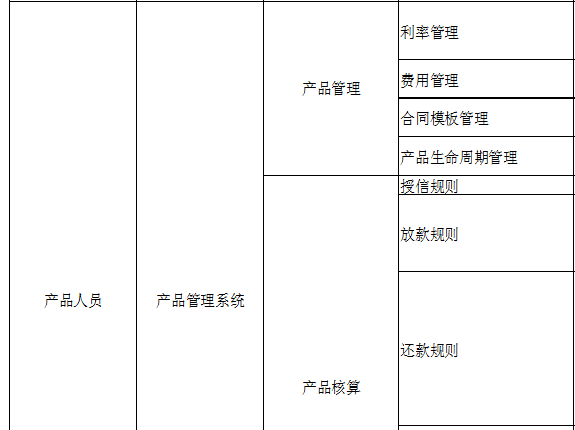 利率管理
产品管理
费用管理
合同模板管理
产品生命周期管理
授信规则
放款规则
产品人员
产品管理系统
还款规则
产品核算